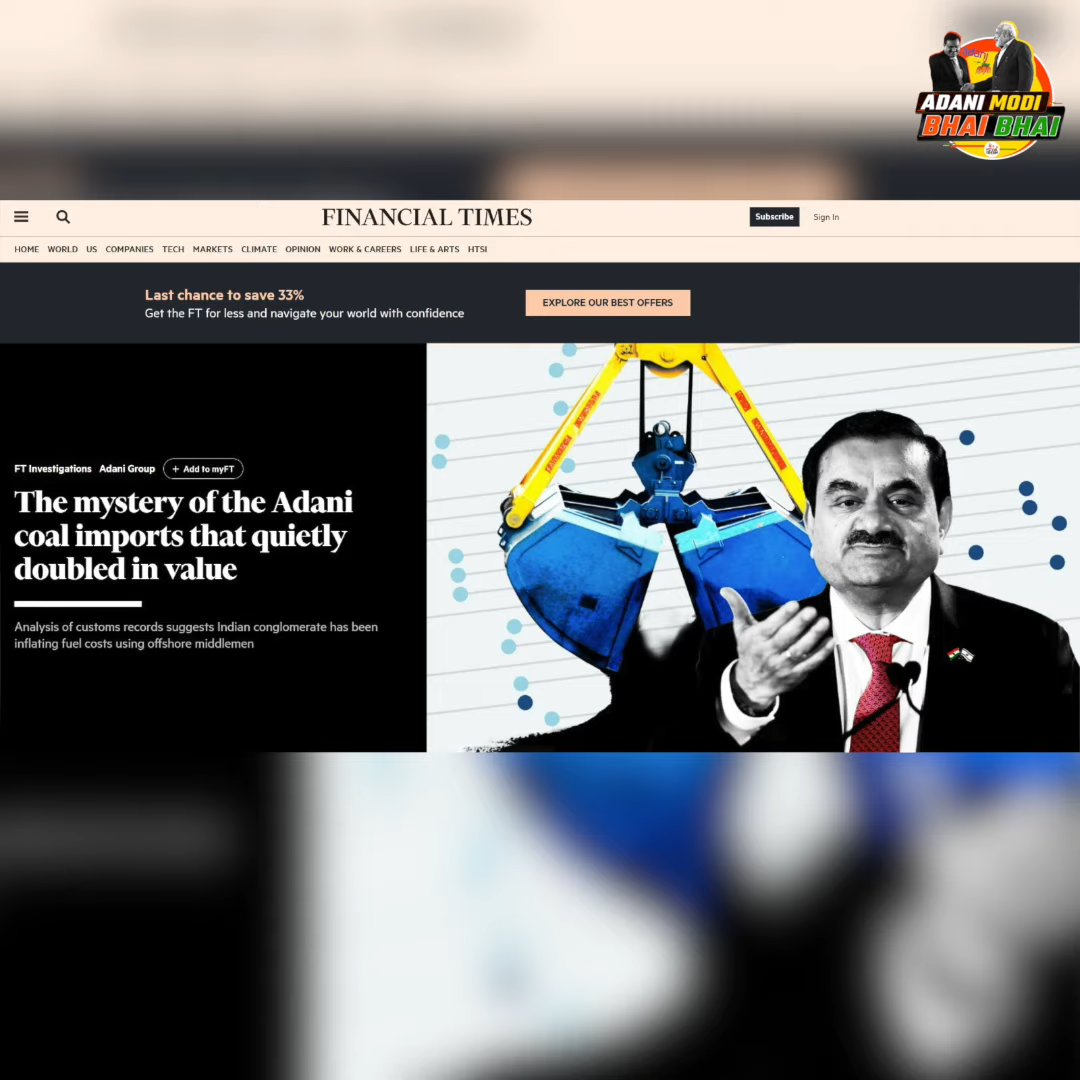 adani
ADANI MODI
BHAI BHAI
FINANCIAL TIMES
Subscribe
Sign In
HOME WORLD US COMPANIES TECH MARKETS CLIMATE OPINION WORK & CAREERS LIFE & ARTS HTSI
Last chance to save 33%
Get the FT for less and navigate your world with confidence
EXPLORE OUR BEST OFFERS
FT Investigations Adani Group + Add to myFT
The mystery of the Adani
coal imports that quietly
doubled in value
Analysis of customs records suggests Indian conglomerate has been
inflating fuel costs using offshore middlemen